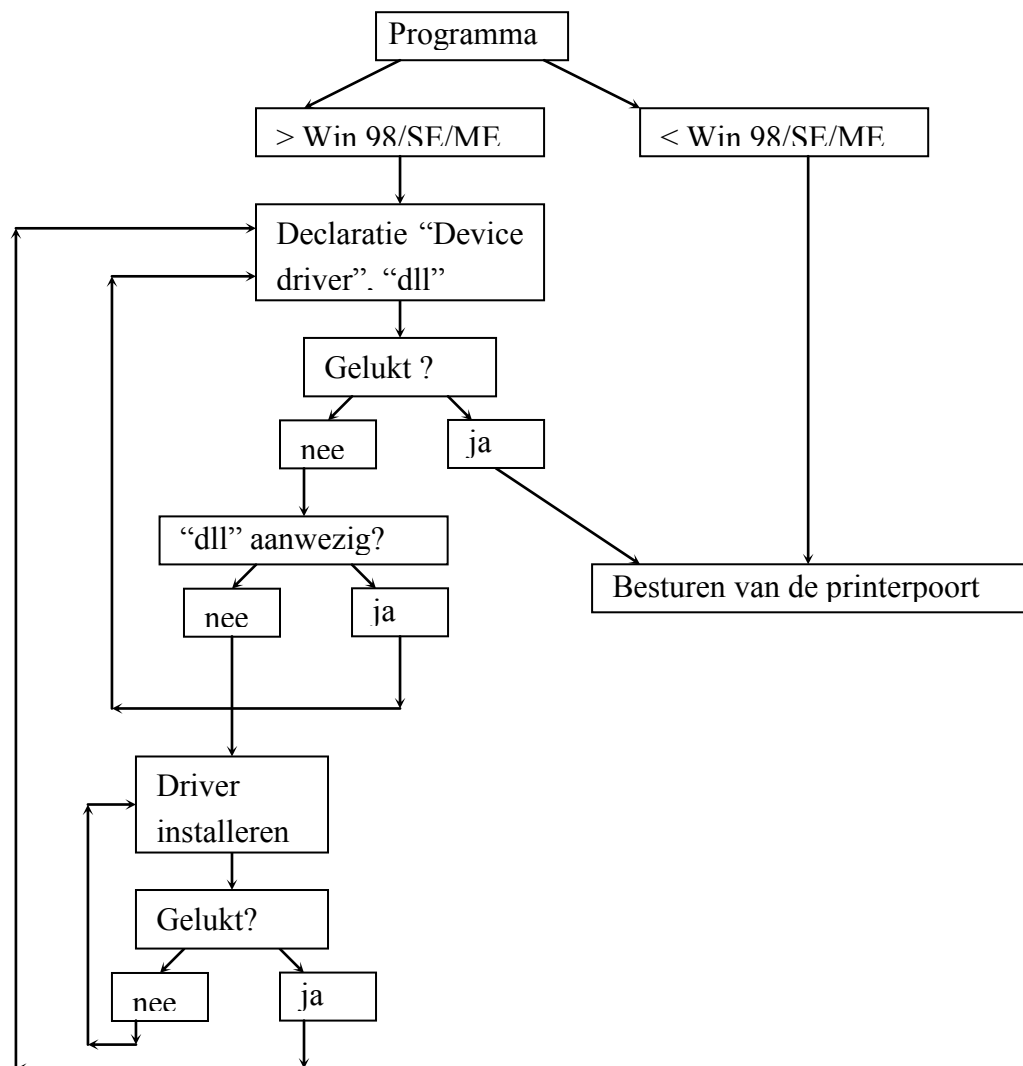 Programma
> Win 98/SE/ME
< Win 98/SE/ME
Declaratie “Device
driver”, “dll”
Gelukt ?
nee
ja
“dll” aanwezig?
Besturen van de printerpoort
nee
ja
Driver
installeren
Gelukt?
nee
ja